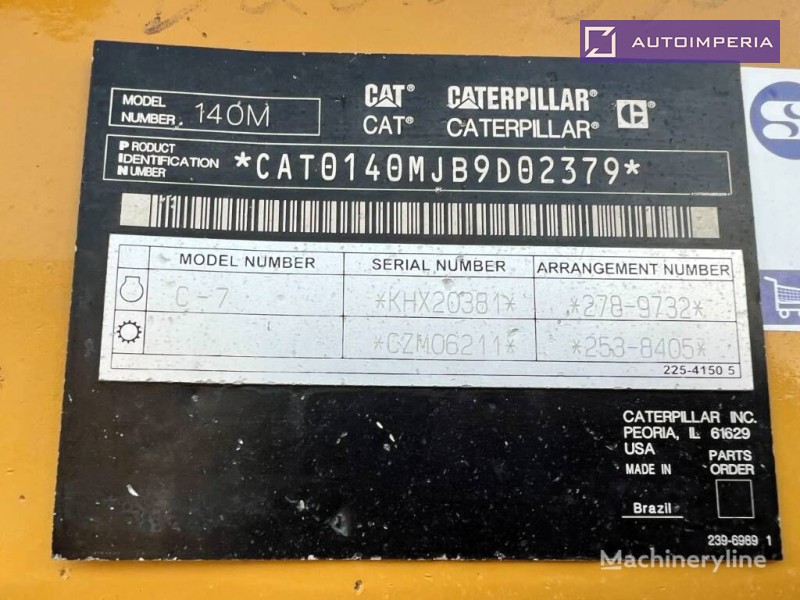 AUTOIMPERIA
MODEL NUMBER 140M
CAT® CATERPILLAR®
CAT® CATERPILLAR®
PRODUCT IDENTIFICATION NUMBER *CAT0140MJB9D02379*
MODEL NUMBER SERIAL NUMBER ARRANGEMENT NUMBER
C-7 *KHX20381* *278-9732*
*CZM06211* *253-8405*
225-4150 5
CATERPILLAR INC.
PEORIA, IL 61629
USA
MADE IN
PARTS ORDER
Brazil
239-6989 1
Machineryline